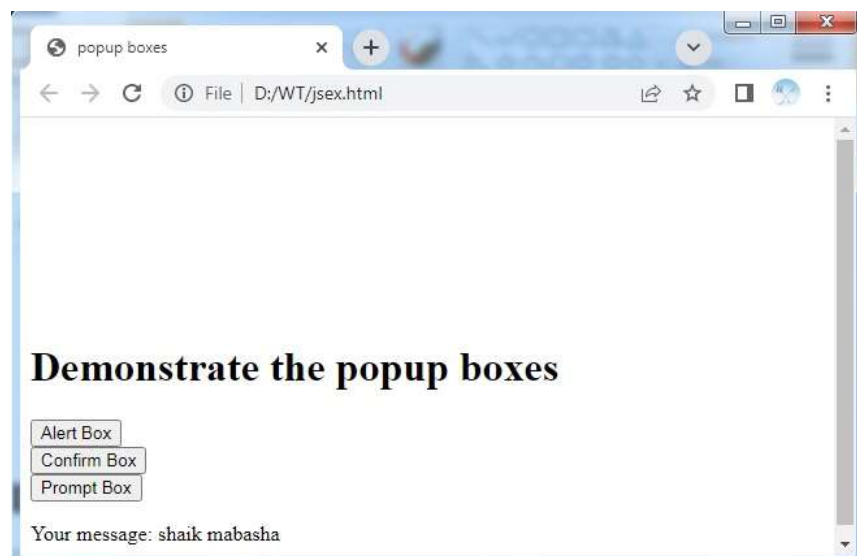 popup boxes
File | D:/WT/jsex.html
Demonstrate the popup boxes
Alert Box
Confirm Box
Prompt Box
Your message: shaik mabasha